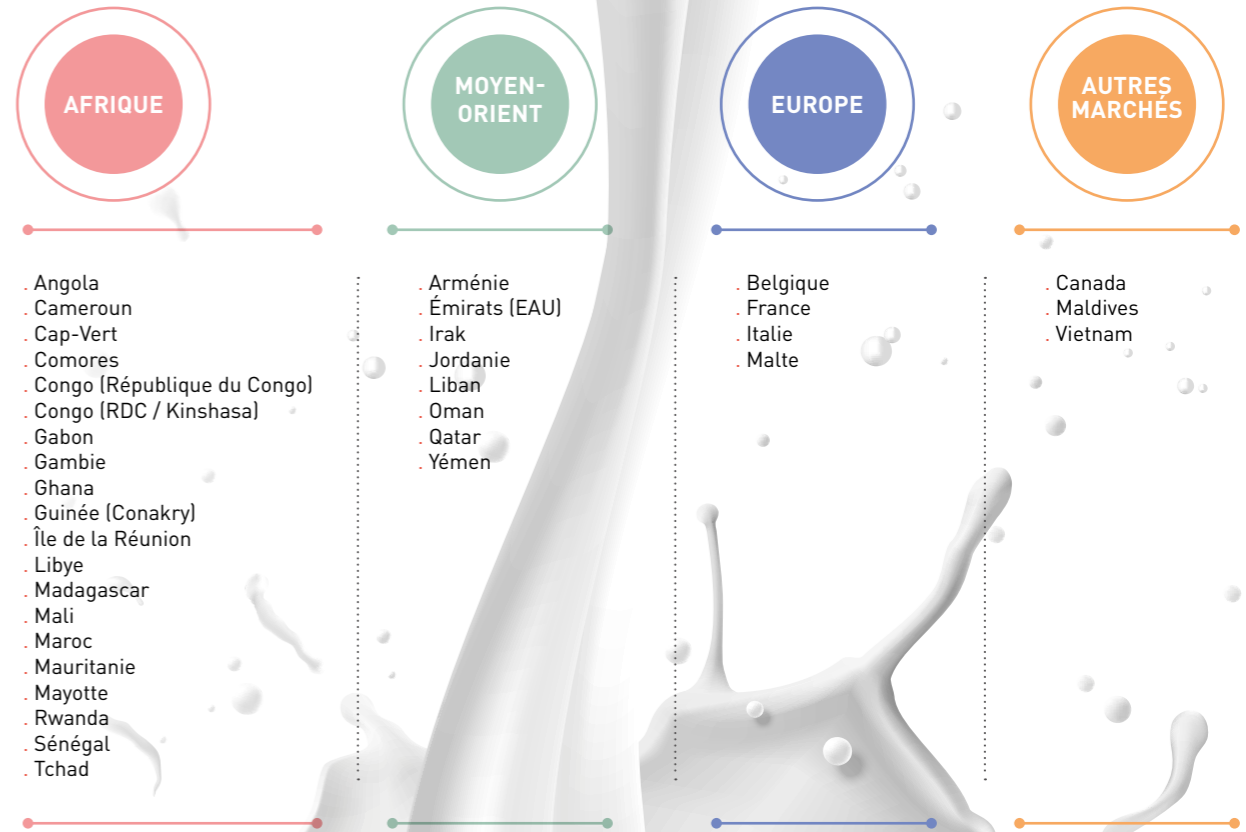 AFRIQUE
. Angola
. Cameroun
. Cap-Vert
. Comores
. Congo (République du Congo)
. Congo (RDC / Kinshasa)
. Gabon
. Gambie
. Ghana
. Guinée (Conakry)
. Île de la Réunion
. Libye
. Madagascar
. Mali
. Maroc
. Mauritanie
. Mayotte
. Rwanda
. Sénégal
. Tchad
MOYEN-
ORIENT
. Arménie
. Émirats (EAU)
. Irak
. Jordanie
. Liban
. Oman
. Qatar
. Yémen
EUROPE
. Belgique
. France
. Italie
. Malte
AUTRES
MARCHÉS
. Canada
. Maldives
. Vietnam